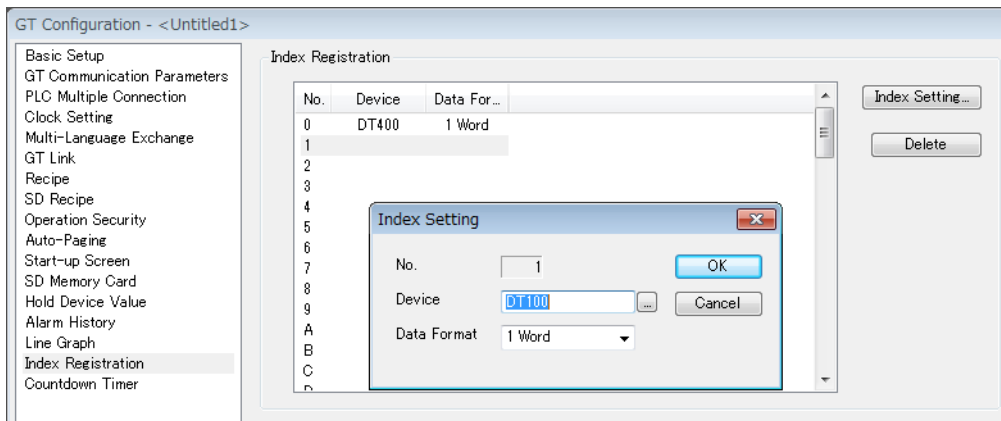 GT Configuration - <Untitled1>
Basic Setup
GT Communication Parameters
PLC Multiple Connection
Clock Setting
Multi-Language Exchange
GT Link
Recipe
SD Recipe
Operation Security
Auto-Paging
Start-up Screen
SD Memory Card
Hold Device Value
Alarm History
Line Graph
Index Registration
Countdown Timer
Index Registration
No. Device Data For...
0 DT400 1 Word
1
2
3
4
5
6
7
8
9
A
B
C
D
Index Setting...
Delete
Index Setting
No. 1
Device DT100 ...
Data Format 1 Word
OK
Cancel